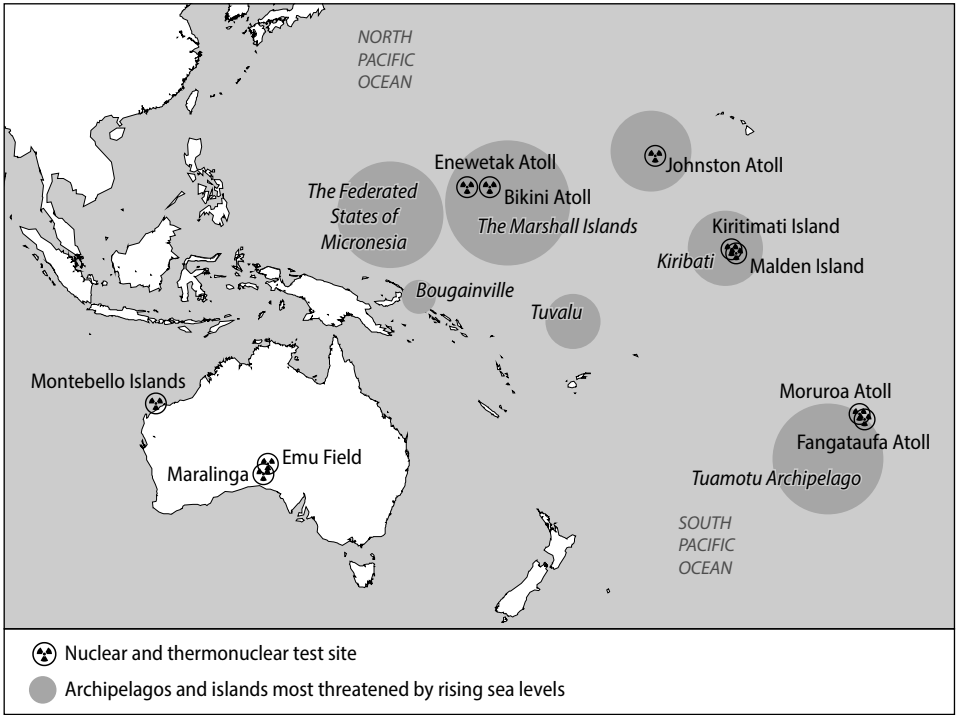 NORTH
PACIFIC
OCEAN
Enewetak Atoll
Johnston Atoll
The Federated
States of
Micronesia
Bikini Atoll
The Marshall Islands
Kiritimati Island
Kiribati
Malden Island
Bougainville
Tuvalu
Montebello Islands
Moruroa Atoll
Fangataufa Atoll
Emu Field
Maralinga
Tuamotu Archipelago
SOUTH
PACIFIC
OCEAN
Nuclear and thermonuclear test site
Archipelagos and islands most threatened by rising sea levels